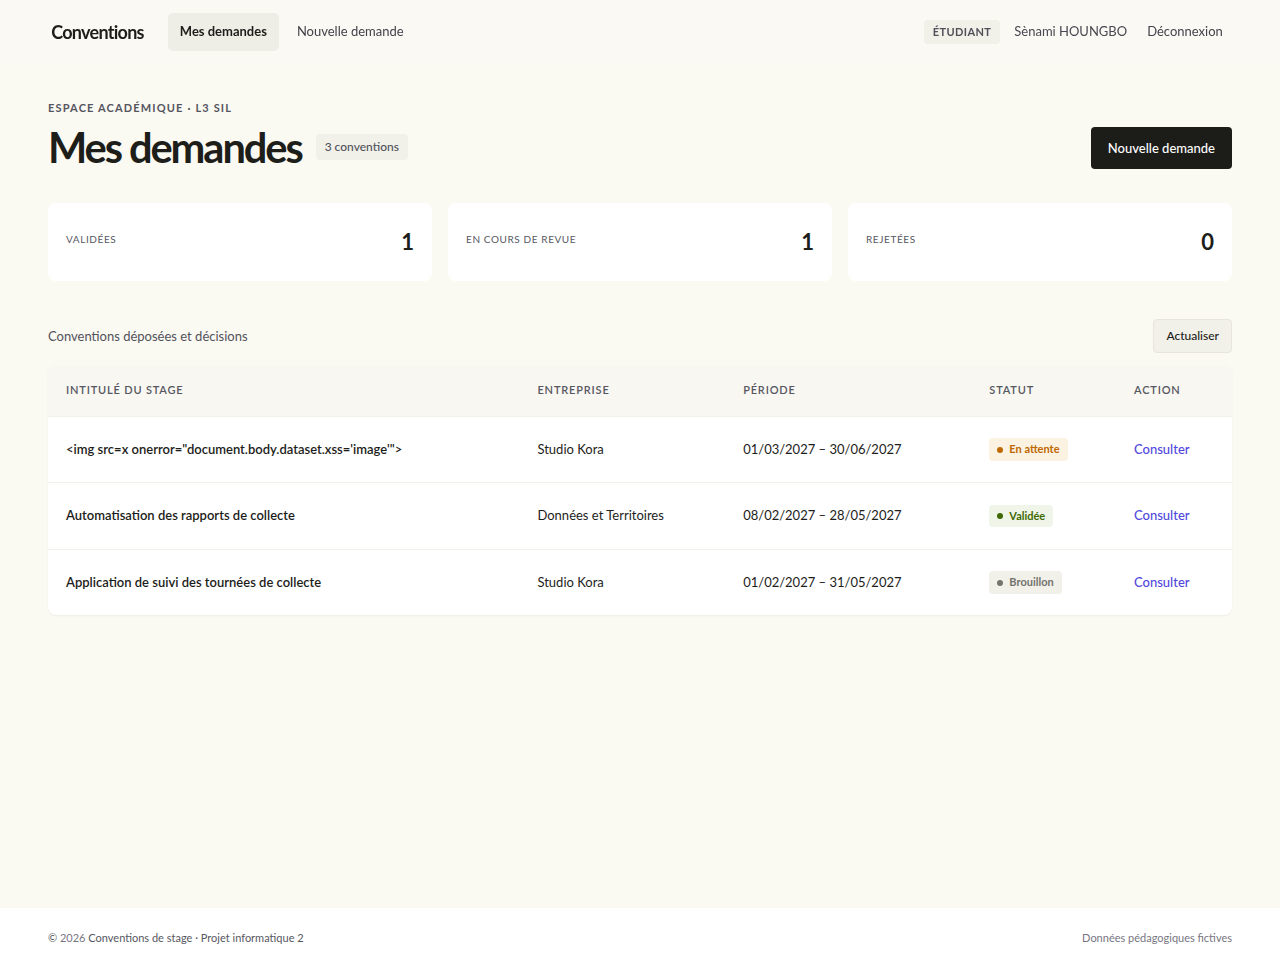 Conventions
Mes demandes
Nouvelle demande
ÉTUDIANT
Sènami HOUNGBO
Déconnexion
ESPACE ACADÉMIQUE · L3 SIL
Mes demandes
3 conventions
Nouvelle demande
VALIDÉES 1
EN COURS DE REVUE 1
REJETÉES 0
Conventions déposées et décisions
Actualiser
INTITULÉ DU STAGE ENTREPRISE PÉRIODE STATUT ACTION
<img src=x onerror="document.body.dataset.xss='image'"> Studio Kora 01/03/2027 – 30/06/2027 En attente Consulter
Automatisation des rapports de collecte Données et Territoires 08/02/2027 – 28/05/2027 Validée Consulter
Application de suivi des tournées de collecte Studio Kora 01/02/2027 – 31/05/2027 Brouillon Consulter
© 2026 Conventions de stage · Projet informatique 2
Données pédagogiques fictives